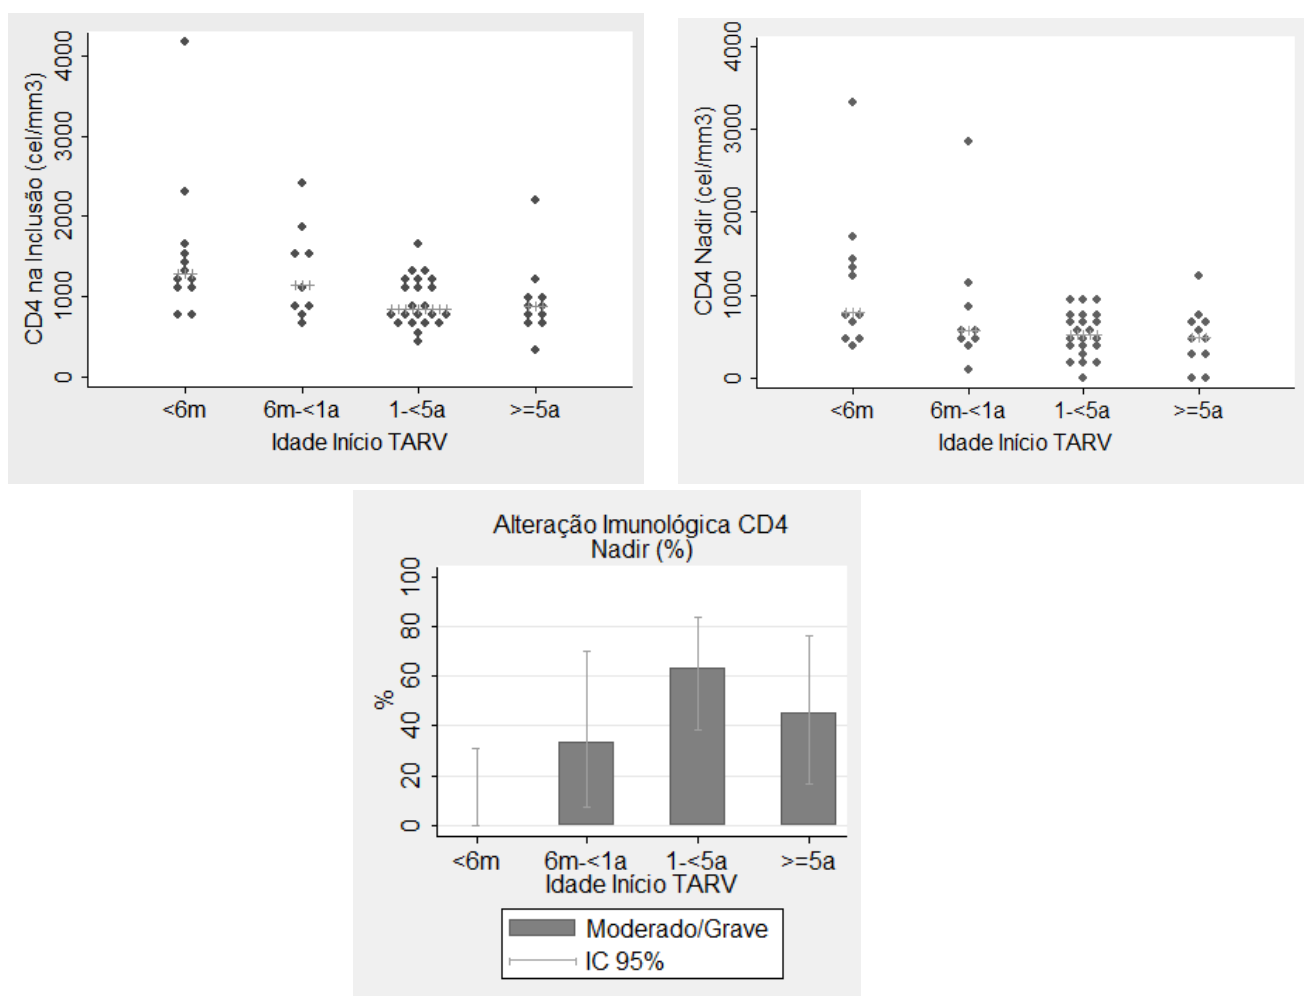 CD4 na Inclusão (cel/mm3)
4000
3000
2000
1000
0
<6m 6m-<1a 1-<5a >=5a
Idade Início TARV
CD4 Nadir (cel/mm3)
4000
3000
2000
1000
0
<6m 6m-<1a 1-<5a >=5a
Idade Início TARV
Alteração Imunológica CD4
Nadir (%)
%
100
80
60
40
20
0
<6m 6m-<1a 1-<5a >=5a
Idade Início TARV
Moderado/Grave
IC 95%